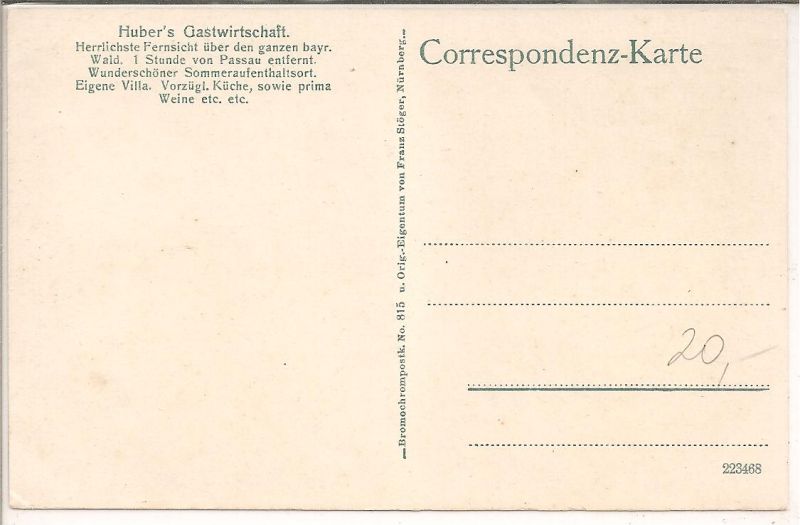 Huber's Gastwirtschaft.
Herrlichste Fernsicht über den ganzen bayr.
Wald. 1 Stunde von Passau entfernt.
Wunderschöner Sommeraufenthaltsort.
Eigene Villa. Vorzügl. Küche, sowie prima
Weine etc. etc.
Bromochrompostk. No. 815 u. Orig.-Eigentum von Franz Stöger, Nürnberg.
Correspondenz-Karte
20,-
223468